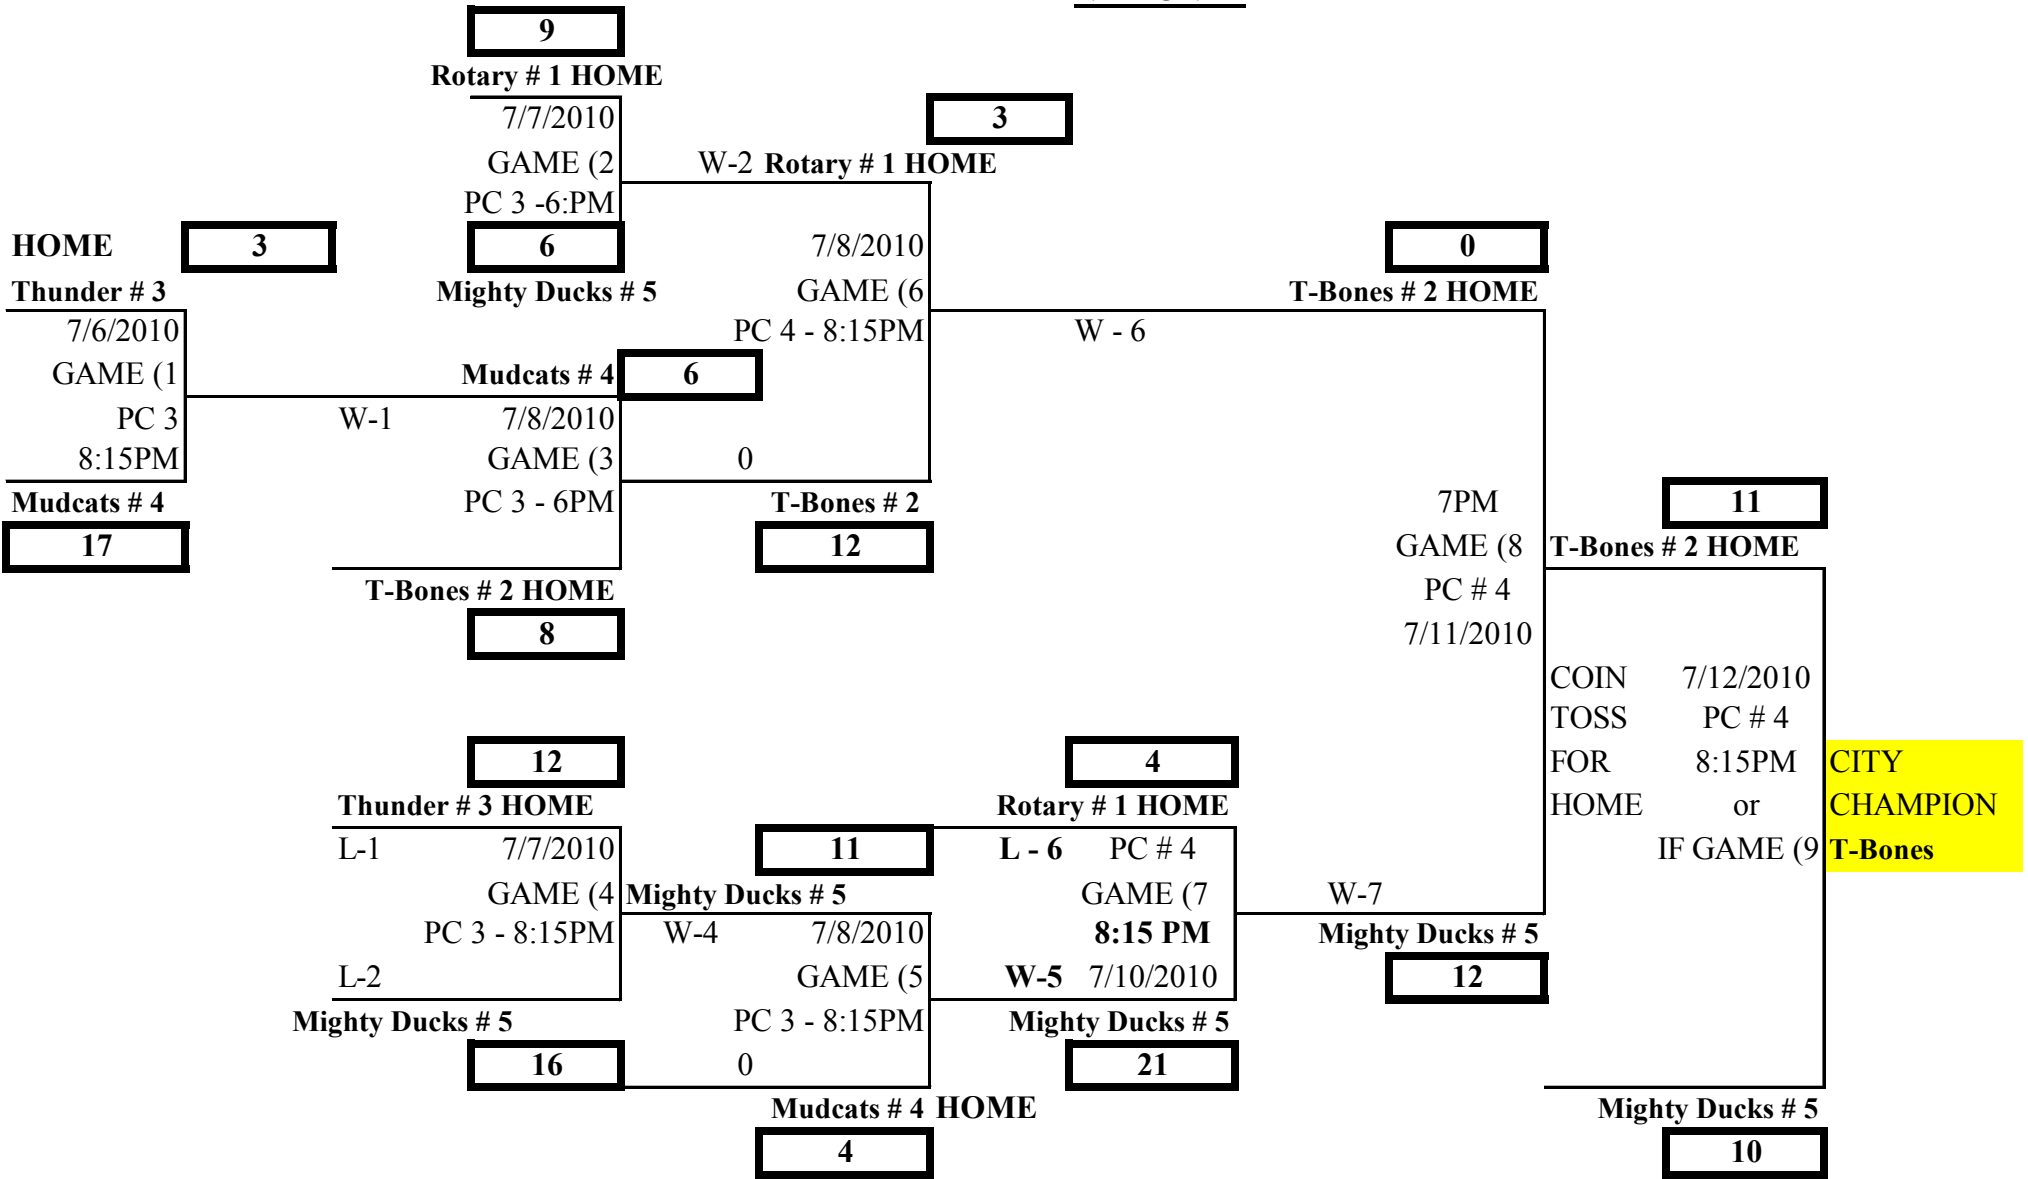 9
Rotary # 1 HOME
7/7/2010
3
GAME (2
W-2 Rotary # 1 HOME
PC 3 -6:PM
HOME
3
6
7/8/2010
0
Thunder # 3
Mighty Ducks # 5
GAME (6
T-Bones # 2 HOME
7/6/2010
PC 4 - 8:15PM
W - 6
GAME (1
Mudcats # 4
6
PC 3
W-1
7/8/2010
8:15PM
GAME (3
0
Mudcats # 4
PC 3 - 6PM
T-Bones # 2
7PM
11
17
12
GAME (8
T-Bones # 2 HOME
T-Bones # 2 HOME
PC # 4
8
7/11/2010
COIN
7/12/2010
TOSS
PC # 4
12
4
FOR
8:15PM
CITY
Thunder # 3 HOME
Rotary # 1 HOME
HOME
or
CHAMPION
L-1
7/7/2010
11
L - 6
PC # 4
IF GAME (9
T-Bones
GAME (4
Mighty Ducks # 5
GAME (7
W-7
PC 3 - 8:15PM
W-4
7/8/2010
8:15 PM
Mighty Ducks # 5
L-2
GAME (5
W-5
7/10/2010
12
Mighty Ducks # 5
PC 3 - 8:15PM
Mighty Ducks # 5
16
0
21
Mudcats # 4 HOME
Mighty Ducks # 5
4
10